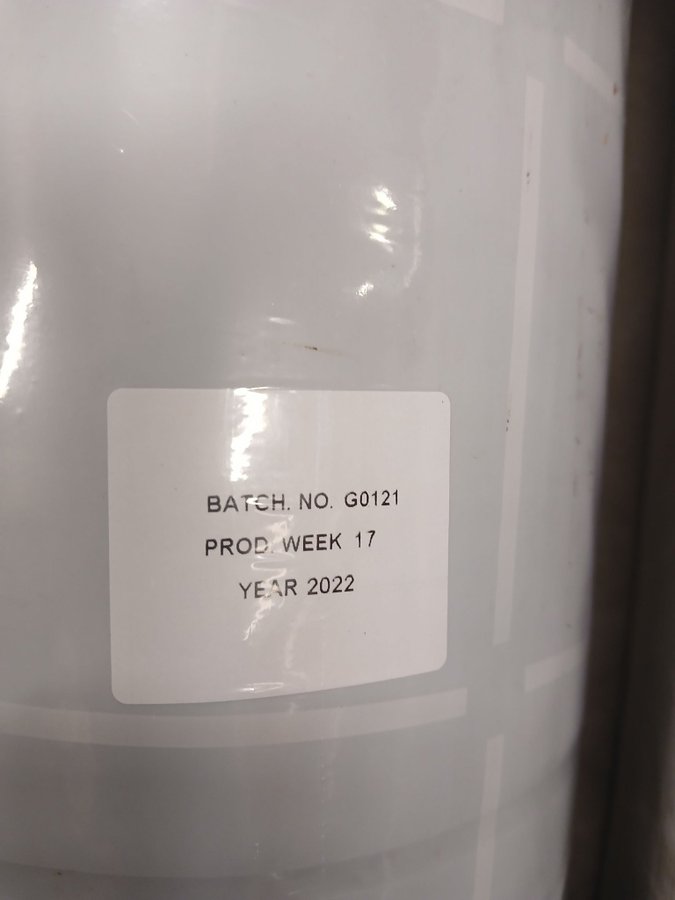 BATCH. NO. G0121
PROD. WEEK 17
YEAR 2022